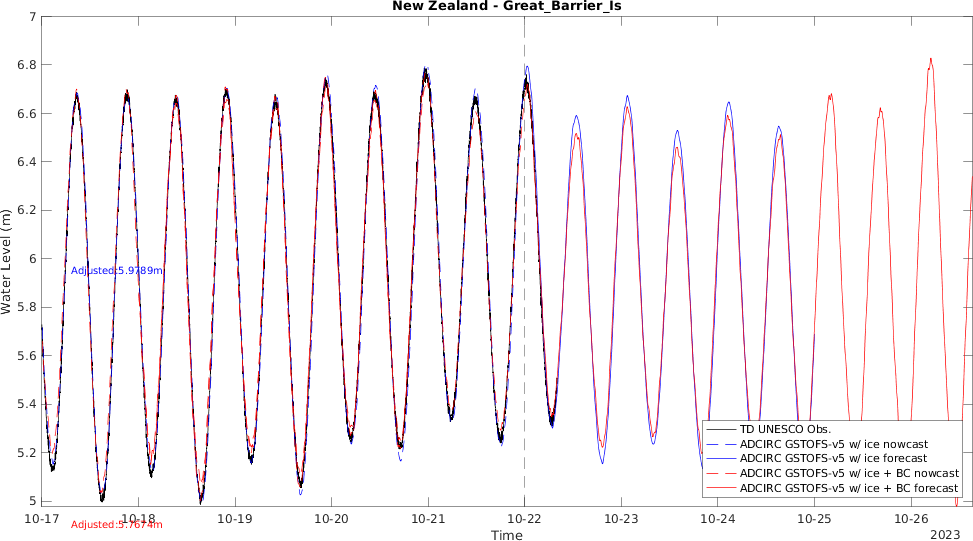 New Zealand - Great_Barrier_Is
7
6.8
6.6
6.4
6.2
6
5.8
5.6
5.4
5.2
5
Water Level (m)
Adjusted:5.9789m
Adjusted:5.7674m
TD UNESCO Obs.
ADCIRC GSTOFS-v5 w/ ice nowcast
ADCIRC GSTOFS-v5 w/ ice forecast
ADCIRC GSTOFS-v5 w/ ice + BC nowcast
ADCIRC GSTOFS-v5 w/ ice + BC forecast
10-17 10-18 10-19 10-20 10-21 10-22 10-23 10-24 10-25 10-26
Time
2023